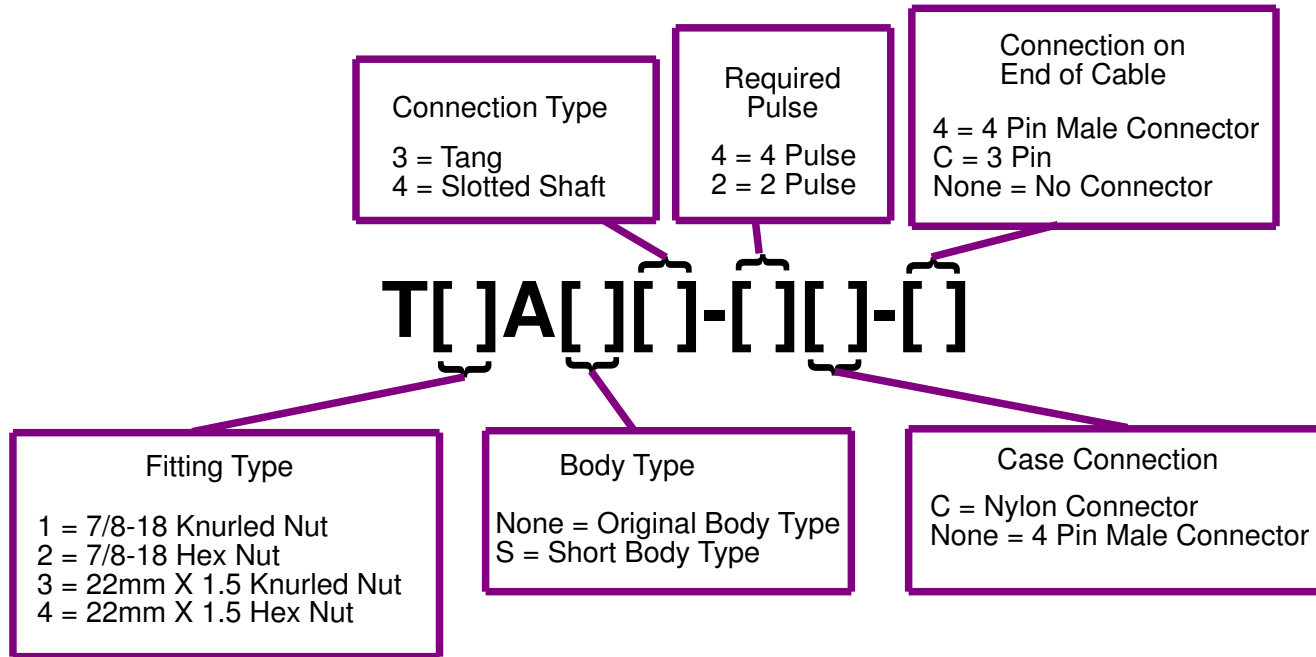 Connection Type
3 = Tang
4 = Slotted Shaft
Required
Pulse
4 = 4 Pulse
2 = 2 Pulse
Connection on
End of Cable
4 = 4 Pin Male Connector
C = 3 Pin
None = No Connector
T[ ]A[ ][ ]-[ ][ ]-[ ]
Fitting Type
1 = 7/8-18 Knurled Nut
2 = 7/8-18 Hex Nut
3 = 22mm X 1.5 Knurled Nut
4 = 22mm X 1.5 Hex Nut
Body Type
None = Original Body Type
S = Short Body Type
Case Connection
C = Nylon Connector
None = 4 Pin Male Connector